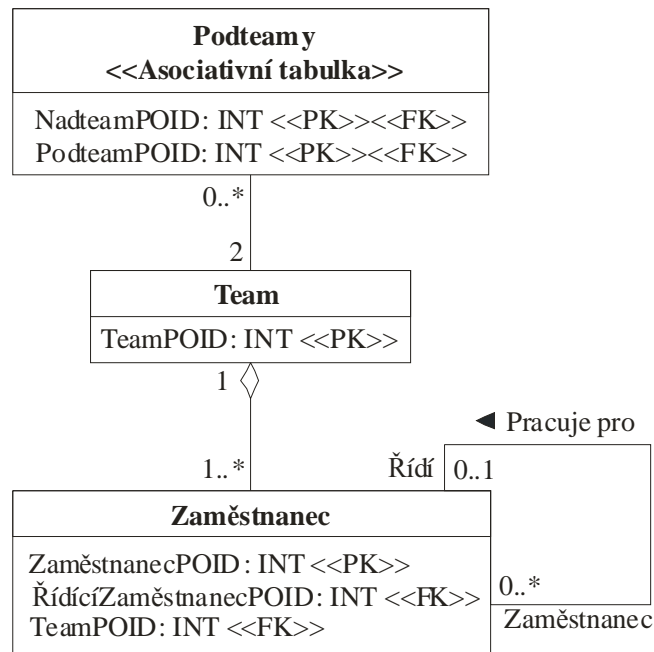 Podteamy
<<Asociativní tabulka>>
NadteamPOID: INT <<PK>><<FK>>
PodteamPOID: INT <<PK>><<FK>>
0..*
2
Team
TeamPOID: INT <<PK>>
1
◄ Pracuje pro
1..*
Řídí
0..1
Zaměstnanec
ZaměstnanecPOID: INT <<PK>>
ŘídícíZaměstnanecPOID: INT <<FK>>
TeamPOID: INT <<FK>>
0..*
Zaměstnanec